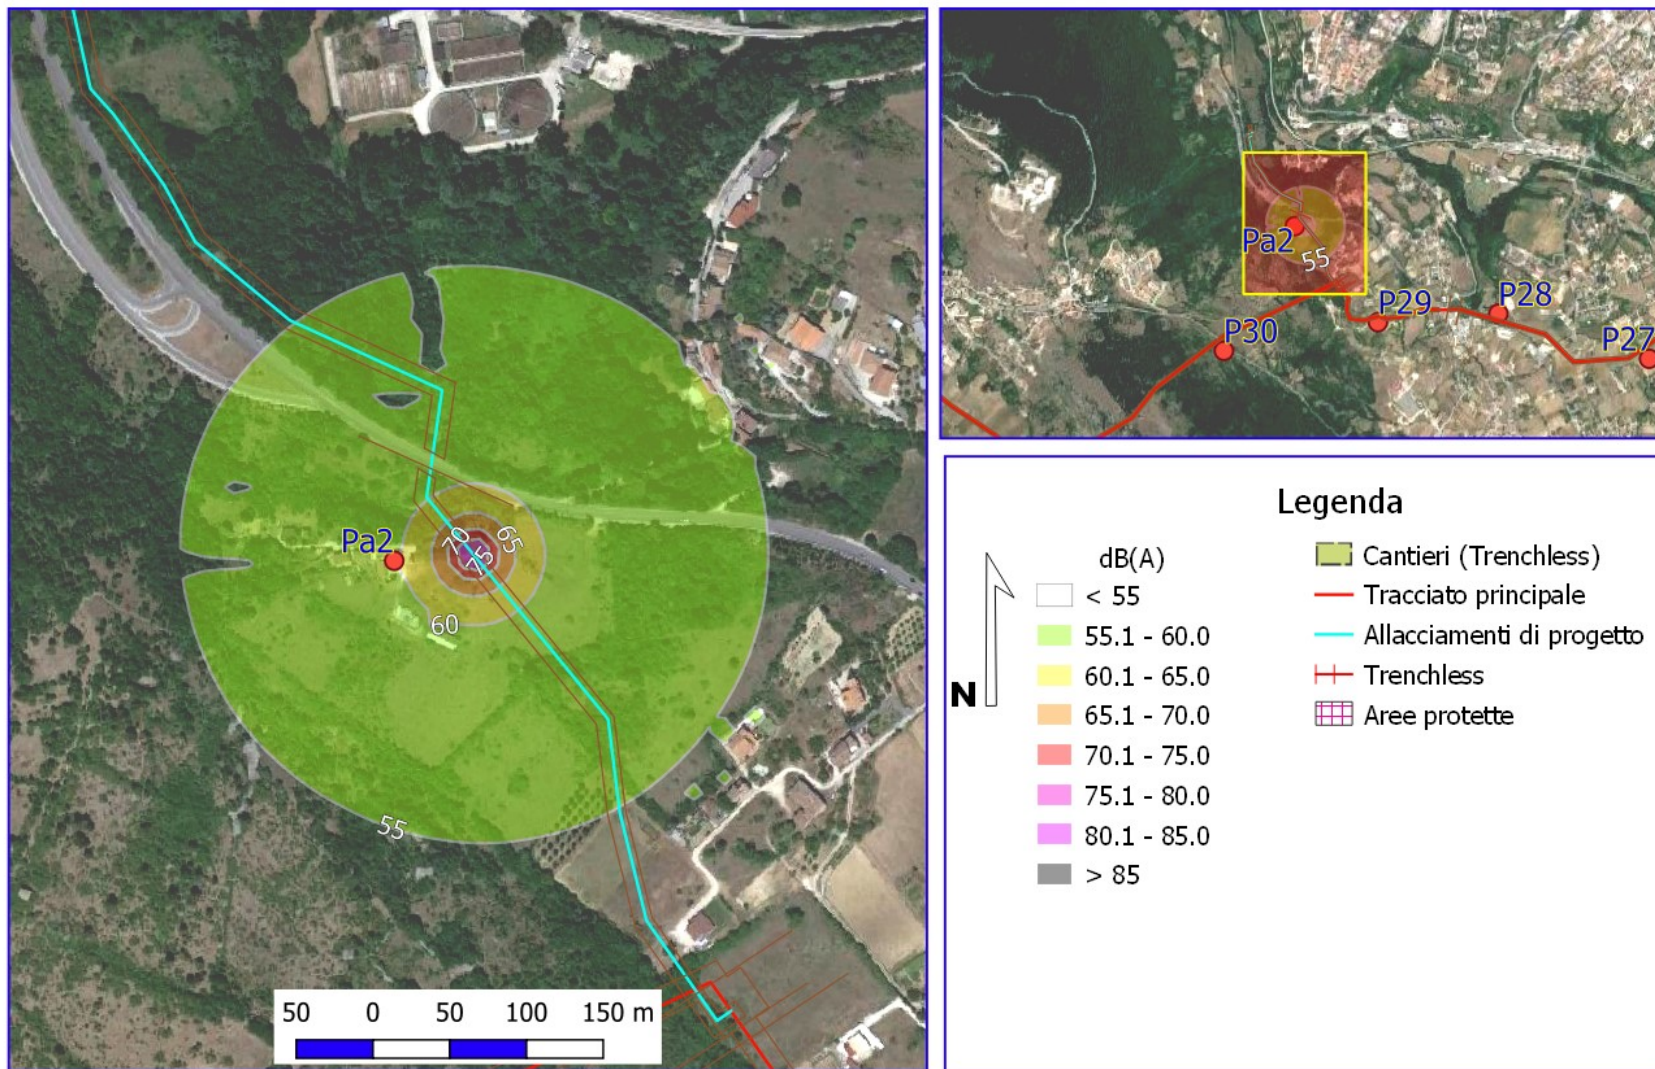 Pa2
70
65
75
60
55
50 0 50 100 150 m
Pa2
55
P30
P29
P28
P27
Legenda
N
dB(A)
< 55
55.1 - 60.0
60.1 - 65.0
65.1 - 70.0
70.1 - 75.0
75.1 - 80.0
80.1 - 85.0
> 85
Cantieri (Trenchless)
Tracciato principale
Allacciamenti di progetto
Trenchless
Aree protette